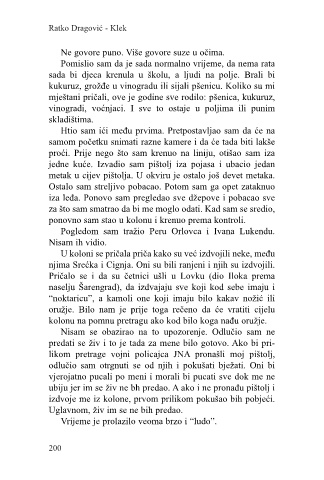 Ratko Dragović - Klek
Ne govore puno. Više govore suze u očima.
Pomislio sam da je sada normalno vrijeme, da nema rata
sada bi djeca krenula u školu, a ljudi na polje. Brali bi
kukuruz, grožđe u vinogradu ili sijali pšenicu. Koliko su mi
mještani pričali, ove je godine sve rodilo: pšenica, kukuruz,
vinogradi, voćnjaci. I sve to ostaje u poljima ili punim
skladištima.
Htio sam ići među prvima. Pretpostavljao sam da će na
samom početku snimati razne kamere i da će tada biti lakše
proći. Prije nego što sam krenuo na liniju, otišao sam iza
jedne kuće. Izvadio sam pištolj iza pojasa i ubacio jedan
metak u cijev pištolja. U okviru je ostalo još devet metaka.
Ostalo sam streljivo pobacao. Potom sam ga opet zataknuo
iza leđa. Ponovo sam pregledao sve džepove i pobacao sve
za što sam smatrao da bi me moglo odati. Kad sam se sredio,
ponovno sam stao u kolonu i krenuo prema kontroli.
Pogledom sam tražio Peru Orlovca i Ivana Lukendu.
Nisam ih vidio.
U koloni se pričala priča kako su već izdvojili neke, među
njima Srećka i Cignja. Oni su bili ranjeni i njih su izdvojili.
Pričalo se i da su četnici ušli u Lovku (dio Iloka prema
naselju Šarengrad), da izdvajaju sve koji kod sebe imaju i
“noktaricu”, a kamoli one koji imaju bilo kakav nožić ili
oružje. Bilo nam je prije toga rečeno da će vratiti cijelu
kolonu na pomnu pretragu ako kod bilo koga nađu oružje.
Nisam se obazirao na to upozorenje. Odlučio sam ne
predati se živ i to je tada za mene bilo gotovo. Ako bi pri-
likom pretrage vojni policajca JNA pronašli moj pištolj,
odlučio sam otrgnuti se od njih i pokušati bježati. Oni bi
vjerojatno pucali po meni i morali bi pucati sve dok me ne
ubiju jer im se živ ne bh predao. A ako i ne pronađu pištolj i
izdvoje me iz kolone, prvom prilikom pokušao bih pobjeći.
Uglavnom, živ im se ne bih predao.
Vrijeme je prolazilo veoma brzo i “ludo”.
200